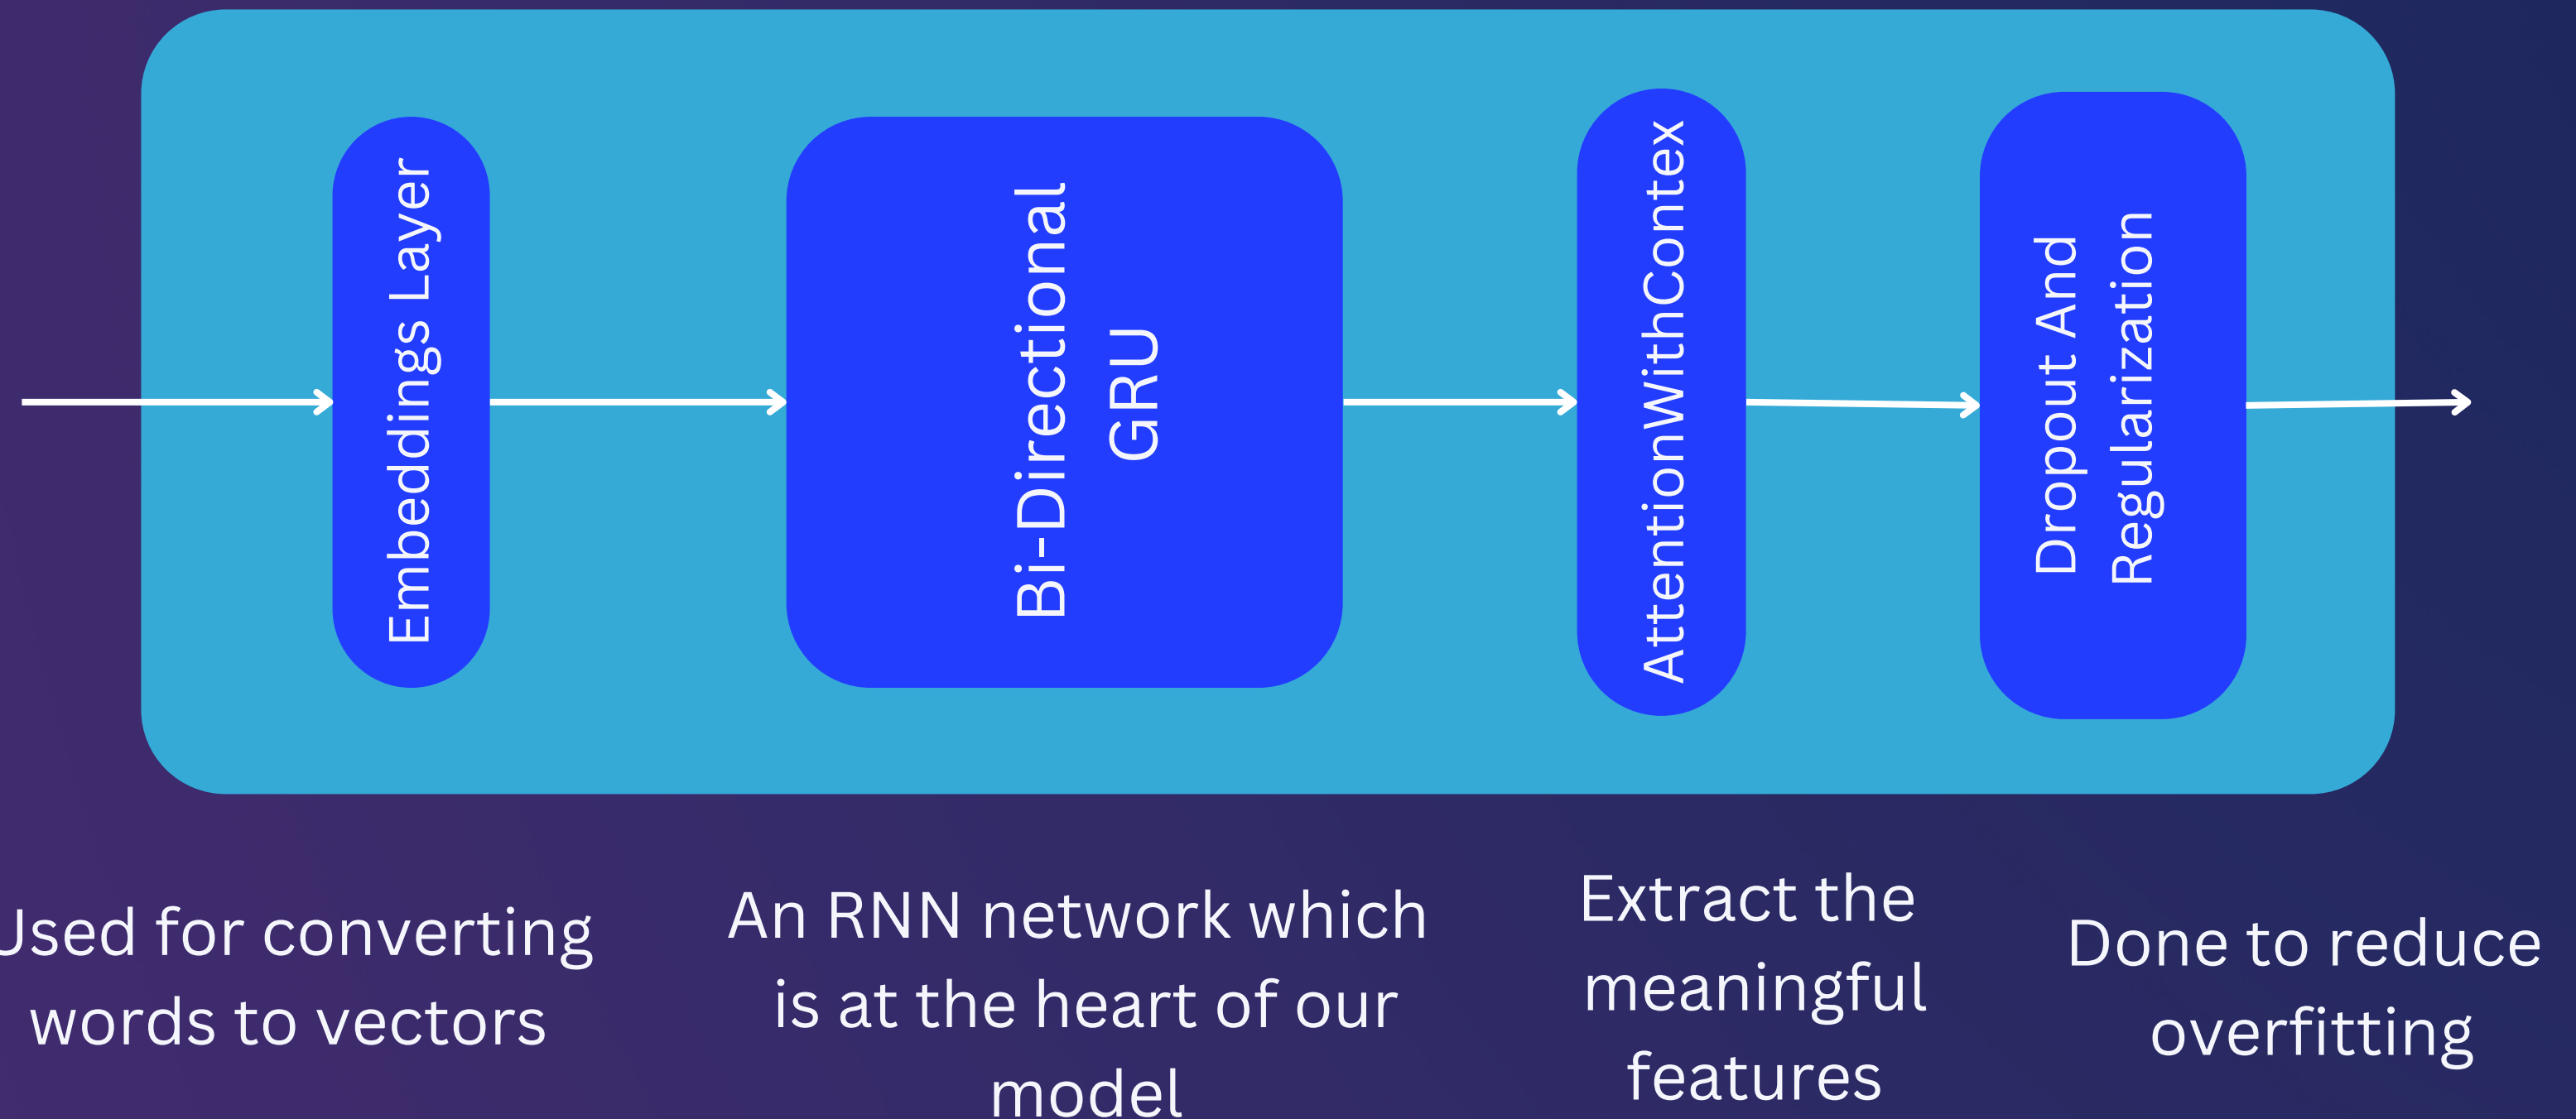 Embeddings Layer
Bi-Directional
GRU
AttentionWithContex
Dropout And
Regularization
Used for converting
words to vectors
An RNN network which
is at the heart of our
model
Extract the
meaningful
features
Done to reduce
overfitting